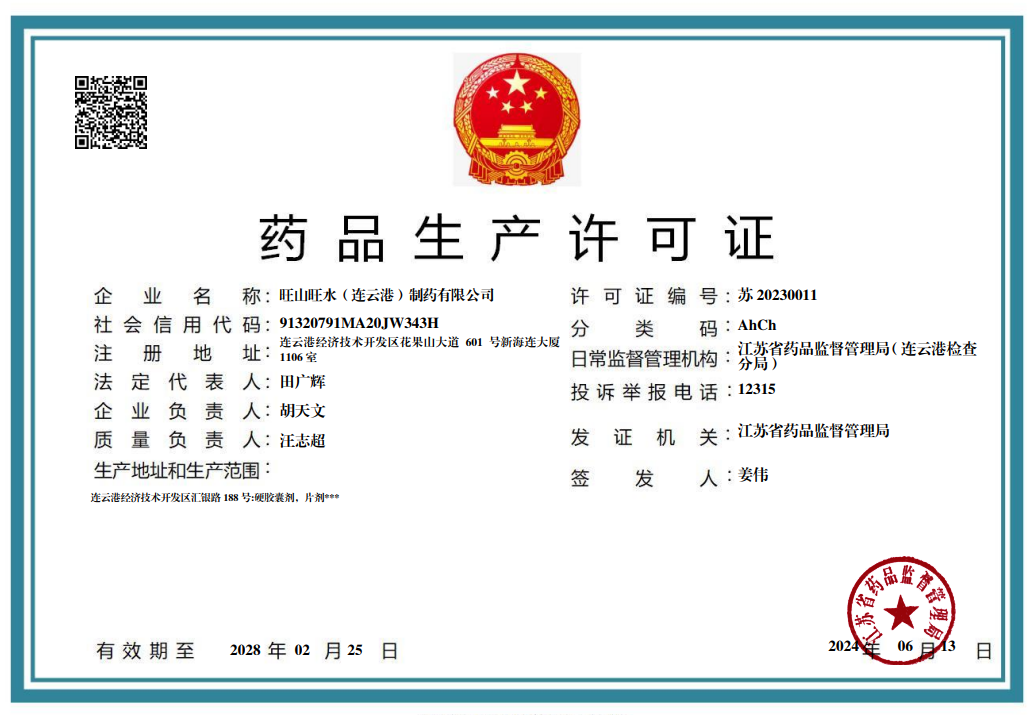 药品生产许可证
企业名称：旺山旺水（连云港）制药有限公司
许可证编号：苏 20230011
社会信用代码：91320791MA20JW343H
分类码：AhCh
注册地址：连云港经济技术开发区花果山大道 601 号新海连大厦
1106 室
日常监督管理机构：江苏省药品监督管理局（连云港检查
分局）
法定代表人：田广辉
投诉举报电话：12315
企业负责人：胡天文
发证机关：江苏省药品监督管理局
质量负责人：汪志超
生产地址和生产范围：
签发人：姜伟
连云港经济技术开发区汇银路 188 号:硬胶囊剂，片剂***
江苏省药品监督管理局
有效期至 2028 年 02 月 25 日
2024 年 06 月 13 日